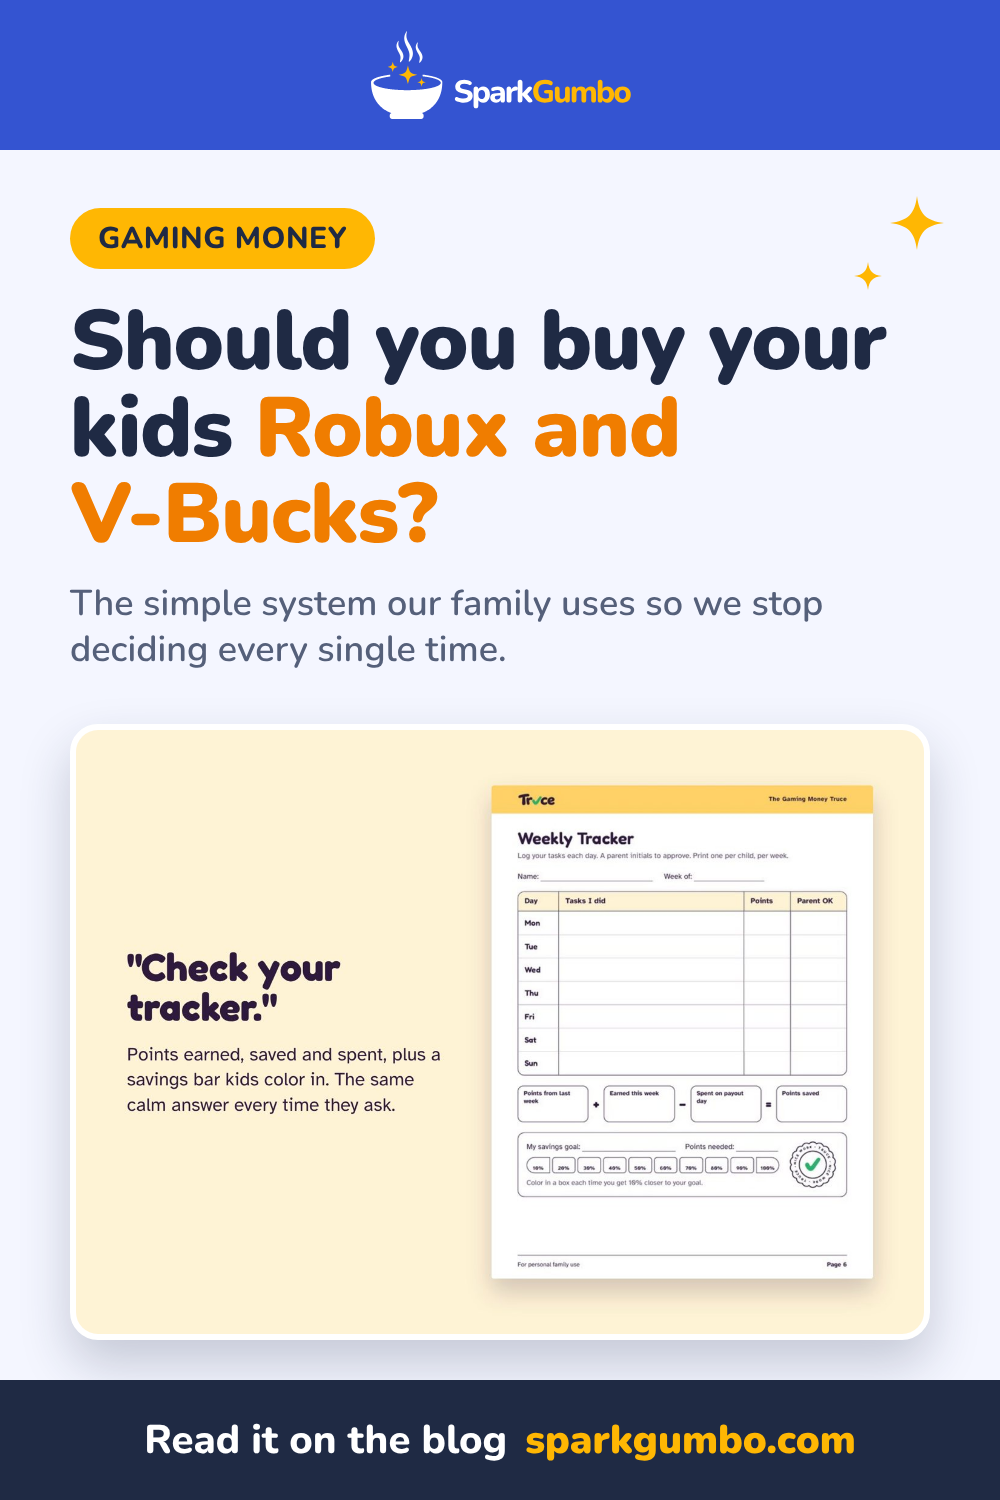 SparkGumbo
GAMING MONEY
Should you buy your
kids Robux and
V-Bucks?
The simple system our family uses so we stop
deciding every single time.
"Check your
tracker."
Points earned, saved and spent, plus a
savings bar kids color in. The same
calm answer every time they ask.
Truce
The Gaming Money Truce
Weekly Tracker
Log your tasks each day. A parent initials to approve. Print one per child, per week.
Name: Week of:
Day Tasks I did Points Parent OK
Mon
Tue
Wed
Thu
Fri
Sat
Sun
Points from last
week
+
Earned this week
−
Spent on payout
day
=
Points saved
My savings goal: Points needed:
10% 20% 30% 40% 50% 60% 70% 80% 90% 100%
Color in a box each time you get 10% closer to your goal.
For personal family use
Page 6
Read it on the blog sparkgumbo.com